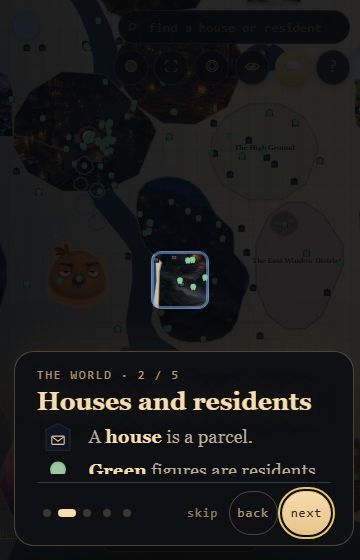 find a house or resident
?
The High Ground
The East Window District
THE WORLD · 2 / 5
Houses and residents
A house is a parcel.
Green figures are residents
skip
back
next